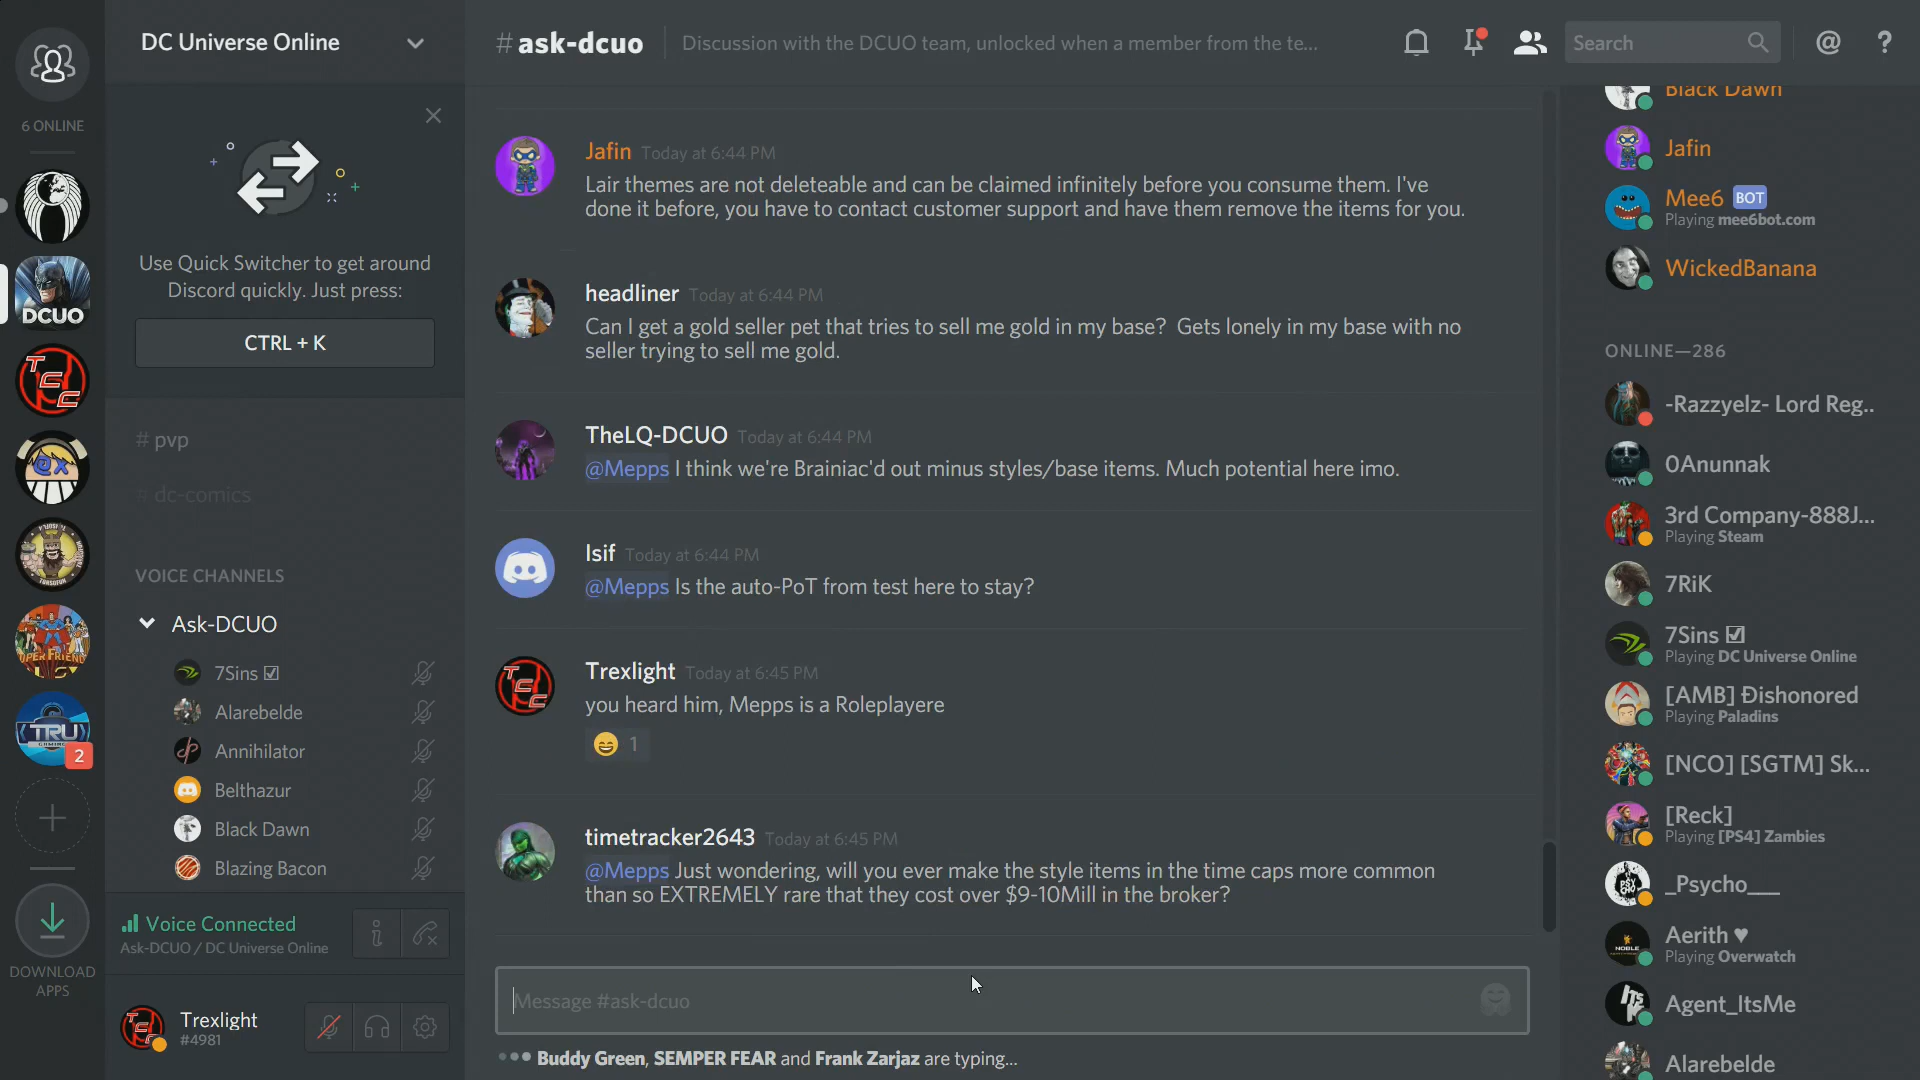 6 ONLINE
DCUO
TCC
TRU
2
DOWNLOAD
APPS
DC Universe Online
Use Quick Switcher to get around
Discord quickly. Just press:
CTRL + K
# pvp
# dc-comics
VOICE CHANNELS
Ask-DCUO
7Sins ☑
Alarebelde
Annihilator
Belthazur
Black Dawn
Blazing Bacon
Voice Connected
Ask-DCUO / DC Universe Online
Trexlight
#4981
# ask-dcuo
Discussion with the DCUO team, unlocked when a member from the te...
Search
@
?
Jafin Today at 6:44 PM
Lair themes are not deleteable and can be claimed infinitely before you consume them. I've
done it before, you have to contact customer support and have them remove the items for you.
headliner Today at 6:44 PM
Can I get a gold seller pet that tries to sell me gold in my base? Gets lonely in my base with no
seller trying to sell me gold.
TheLQ-DCUO Today at 6:44 PM
@Mepps I think we're Brainiac'd out minus styles/base items. Much potential here imo.
Isif Today at 6:44 PM
@Mepps Is the auto-PoT from test here to stay?
Trexlight Today at 6:45 PM
you heard him, Mepps is a Roleplayere
😄 1
timetracker2643 Today at 6:45 PM
@Mepps Just wondering, will you ever make the style items in the time caps more common
than so EXTREMELY rare that they cost over $9-10Mill in the broker?
Message #ask-dcuo
Buddy Green, SEMPER FEAR and Frank Zarjaz are typing...
Black Dawn
Jafin
Mee6 BOT
Playing mee6bot.com
WickedBanana
ONLINE—286
-Razzyelz- Lord Reg..
0Anunnak
3rd Company-888J...
Playing Steam
7RiK
7Sins ☑
Playing DC Universe Online
[AMB] Ðishonored
Playing Paladins
[NCO] [SGTM] Sk...
[Reck]
Playing [PS4] Zambies
_Psycho___
Aerith ♥
Playing Overwatch
Agent_ItsMe
Alarebelde